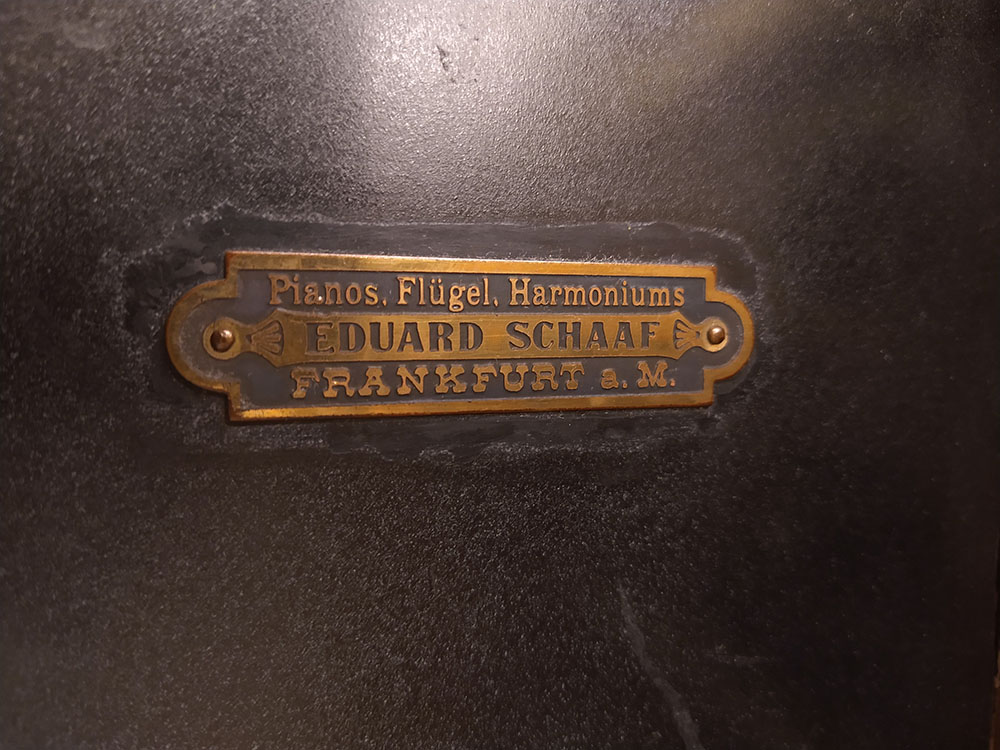 Pianos, Flügel, Harmoniums
EDUARD SCHAAF
FRANKFURT a. M.